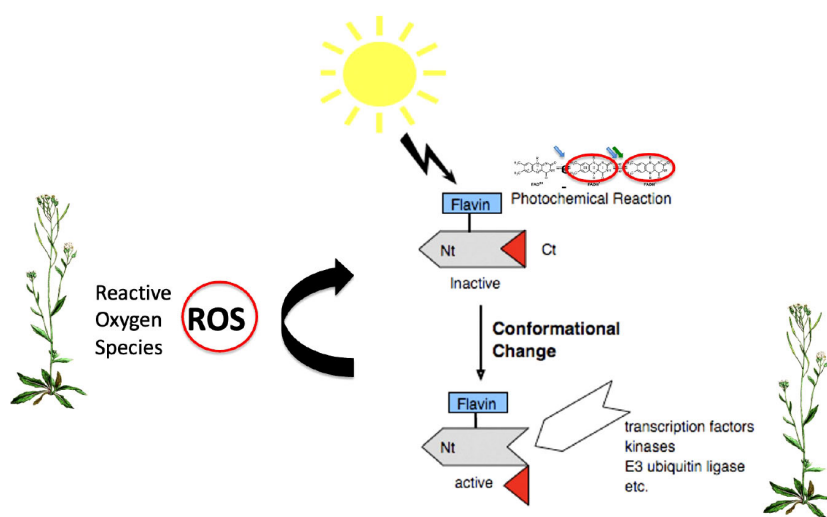 Flavin
Photochemical Reaction
Nt
Ct
Inactive
Reactive
Oxygen
Species
ROS
Conformational
Change
Flavin
Nt
active
transcription factors
kinases
E3 ubiquitin ligase
etc.